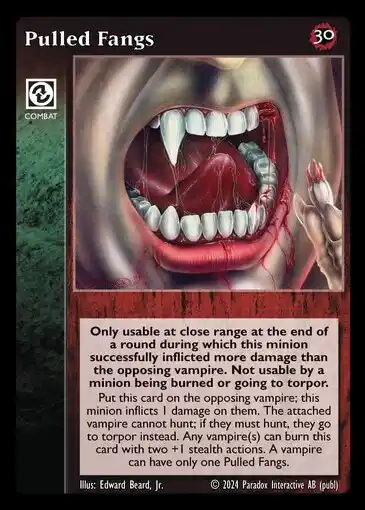 Pulled Fangs
30
COMBAT
Only usable at close range at the end of
a round during which this minion
successfully inflicted more damage than
the opposing vampire. Not usable by a
minion being burned or going to torpor.
Put this card on the opposing vampire; this
minion inflicts 1 damage on them. The attached
vampire cannot hunt; if they must hunt, they
go to torpor instead. Any vampire(s) can burn this
card with two +1 stealth actions. A vampire
can have only one Pulled Fangs.
Illus: Edward Beard, Jr. © 2024 Paradox Interactive AB (publ)